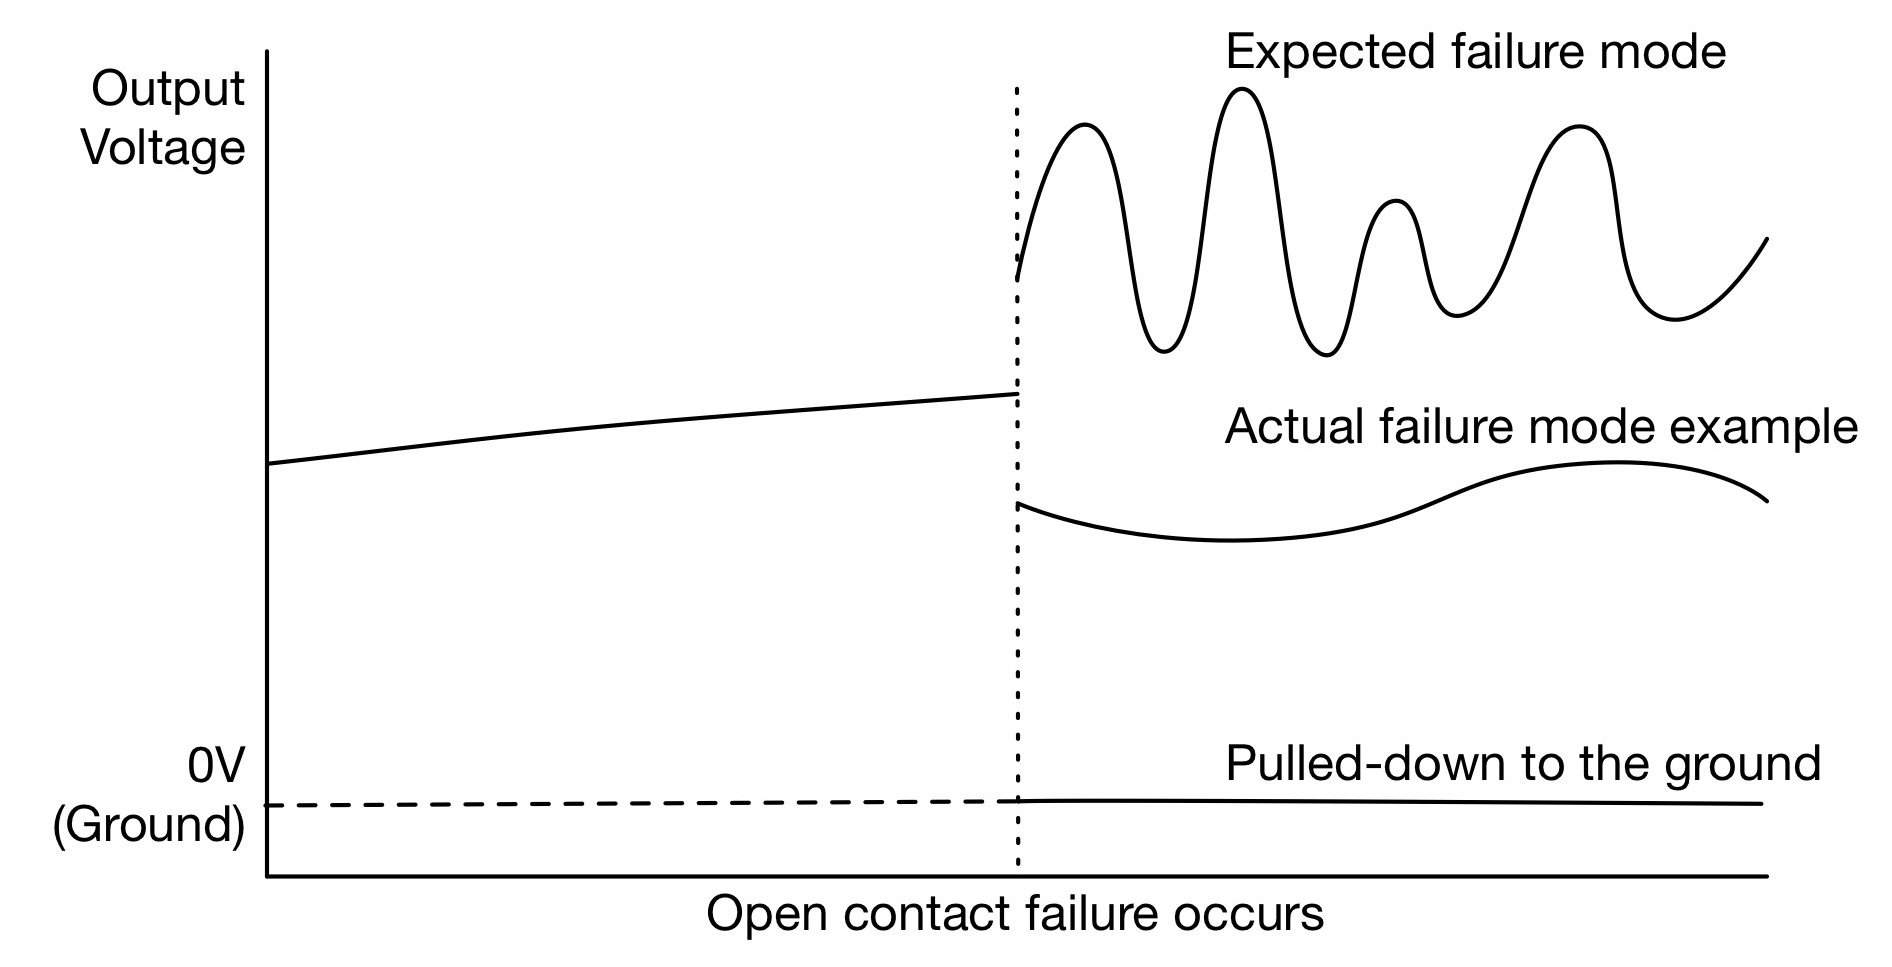 Expected failure mode
Output
Voltage
Actual failure mode example
0V
(Ground)
Pulled-down to the ground
Open contact failure occurs